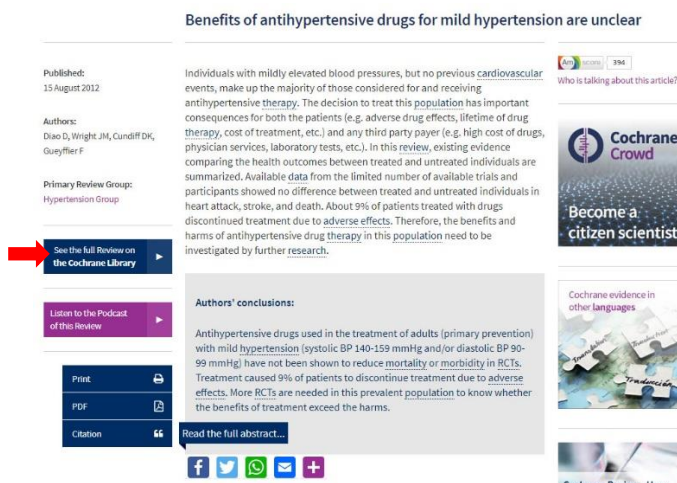 Benefits of antihypertensive drugs for mild hypertension are unclear
Published:
15 August 2012
Authors:
Diao D, Wright JM, Cundiff DK,
Gueyffier F
Primary Review Group:
Hypertension Group
See the full Review on
the Cochrane Library
Listen to the Podcast
of this Review
Print
PDF
Citation
Individuals with mildly elevated blood pressures, but no previous cardiovascular
events, make up the majority of those considered for and receiving
antihypertensive therapy. The decision to treat this population has important
consequences for both the patients (e.g. adverse drug effects, lifetime of drug
therapy, cost of treatment, etc.) and any third party payer (e.g. high cost of drugs,
physician services, laboratory tests, etc.). In this review, existing evidence
comparing the health outcomes between treated and untreated individuals are
summarized. Available data from the limited number of available trials and
participants showed no difference between treated and untreated individuals in
heart attack, stroke, and death. About 9% of patients treated with drugs
discontinued treatment due to adverse effects. Therefore, the benefits and
harms of antihypertensive drug therapy in this population need to be
investigated by further research.
Authors' conclusions:
Antihypertensive drugs used in the treatment of adults (primary prevention)
with mild hypertension (systolic BP 140-159 mmHg and/or diastolic BP 90-
99 mmHg) have not been shown to reduce mortality or morbidity in RCTs.
Treatment caused 9% of patients to discontinue treatment due to adverse
effects. More RCTs are needed in this prevalent population to know whether
the benefits of treatment exceed the harms.
Read the full abstract...
Am score 394
Who is talking about this article?
Cochrane
Crowd
Become a
citizen scientist
Cochrane evidence in
other languages
Translation
Traducción